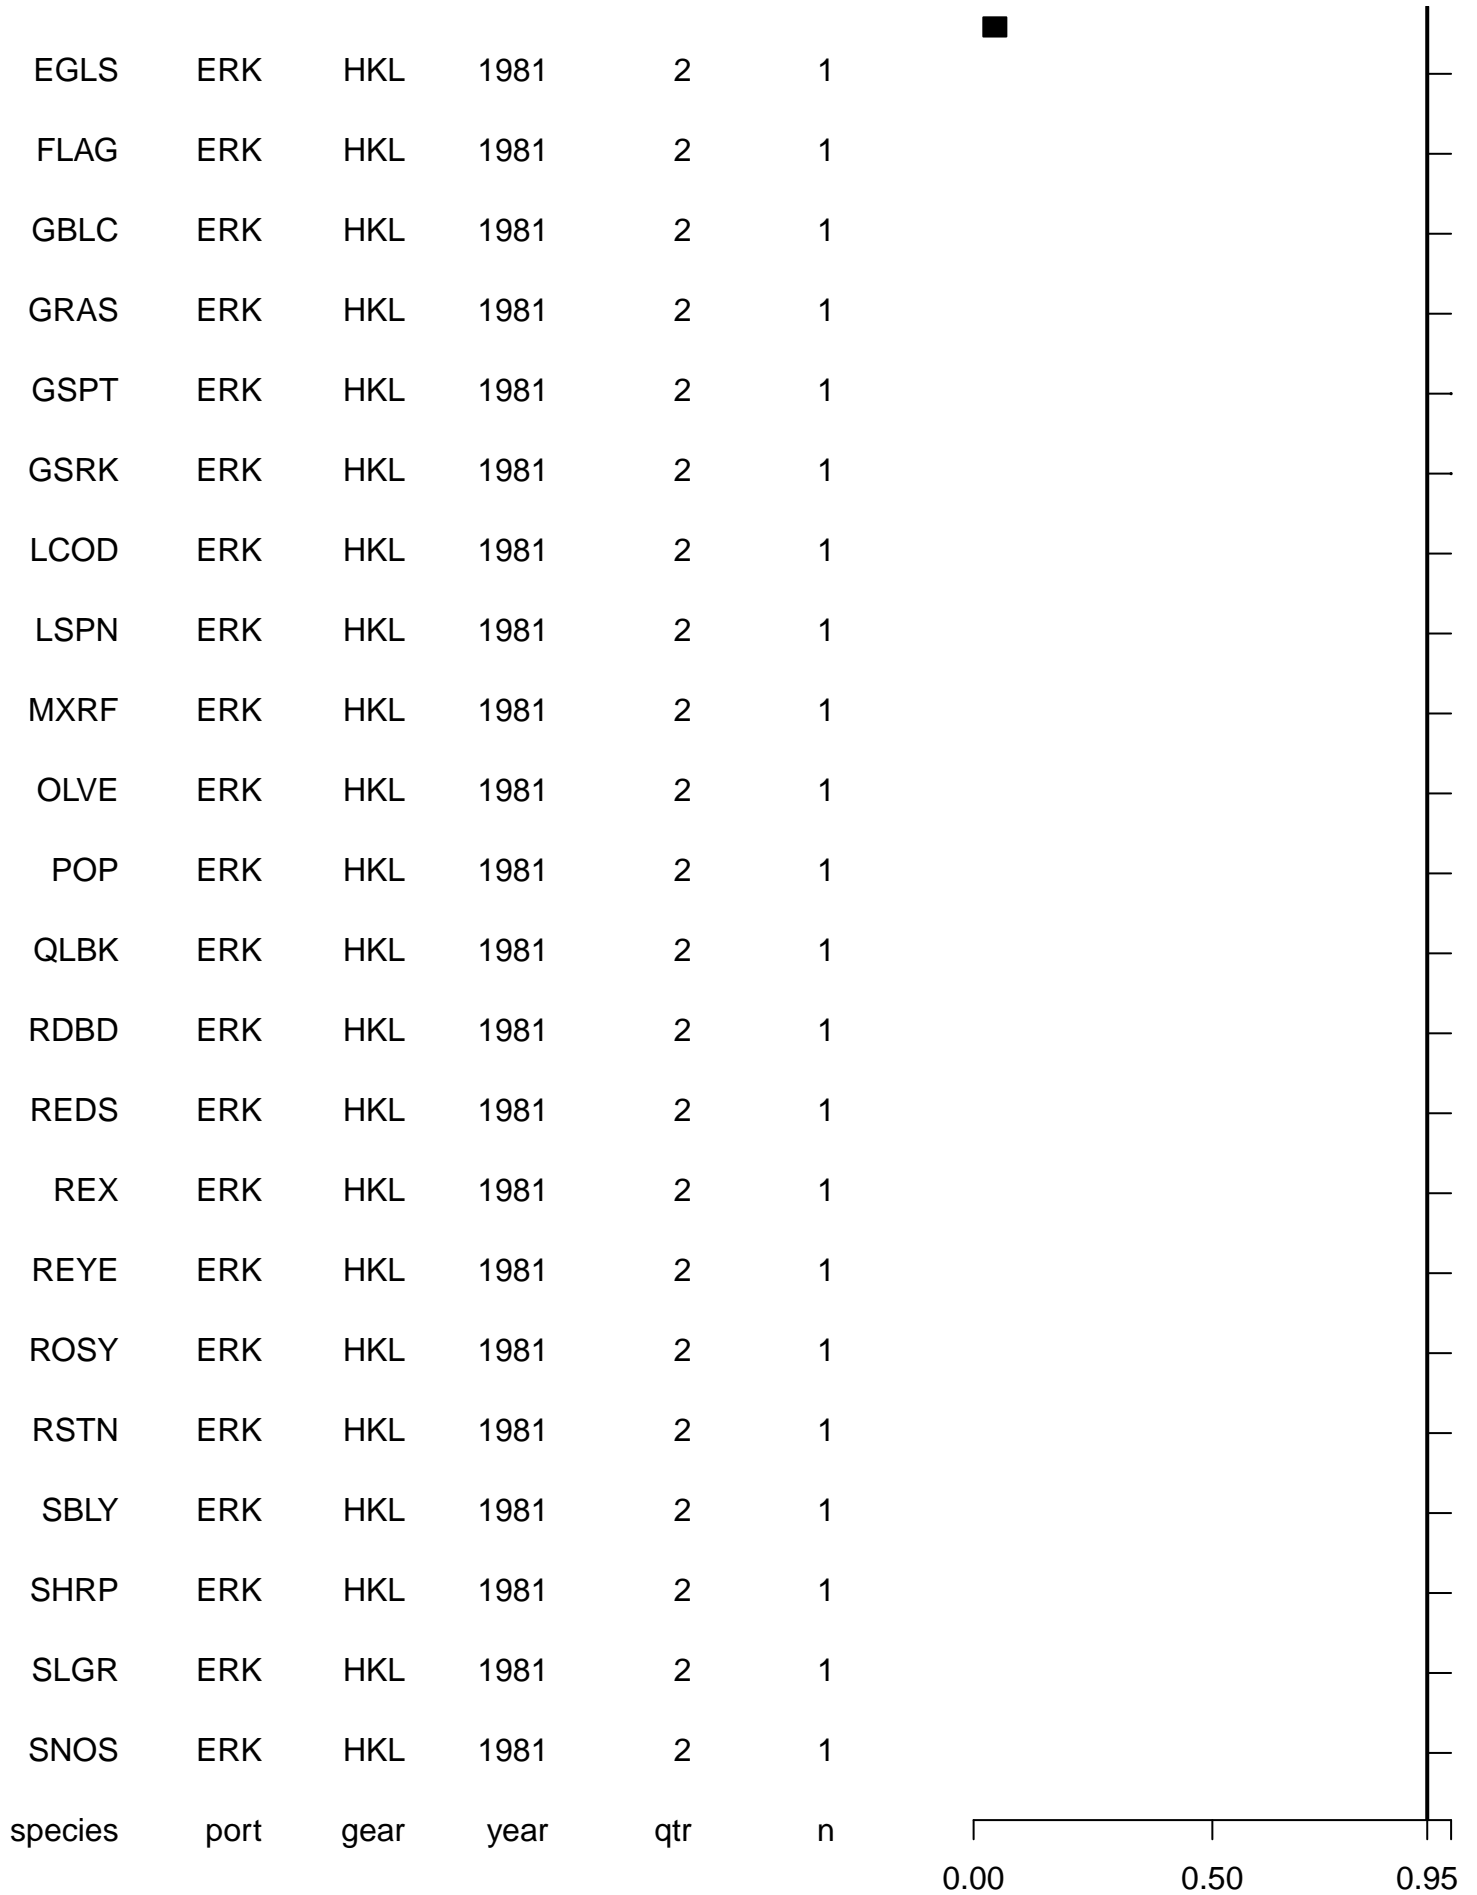 EGLS ERK HKL 1981 2 1
FLAG ERK HKL 1981 2 1
GBLC ERK HKL 1981 2 1
GRAS ERK HKL 1981 2 1
GSPT ERK HKL 1981 2 1
GSRK ERK HKL 1981 2 1
LCOD ERK HKL 1981 2 1
LSPN ERK HKL 1981 2 1
MXRF ERK HKL 1981 2 1
OLVE ERK HKL 1981 2 1
POP ERK HKL 1981 2 1
QLBK ERK HKL 1981 2 1
RDBD ERK HKL 1981 2 1
REDS ERK HKL 1981 2 1
REX ERK HKL 1981 2 1
REYE ERK HKL 1981 2 1
ROSY ERK HKL 1981 2 1
RSTN ERK HKL 1981 2 1
SBLY ERK HKL 1981 2 1
SHRP ERK HKL 1981 2 1
SLGR ERK HKL 1981 2 1
SNOS ERK HKL 1981 2 1
species port gear year qtr n
0.00 0.50 0.95